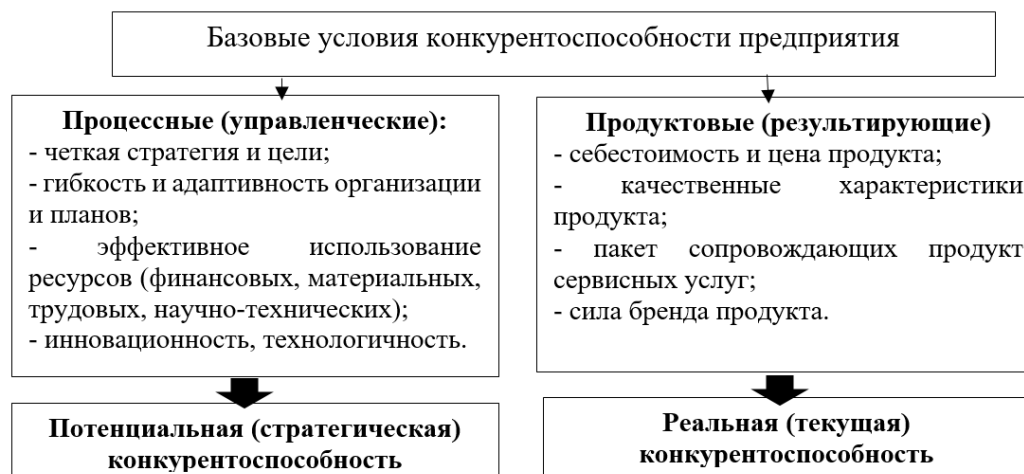 Базовые условия конкурентоспособности предприятия
Процессные (управленческие):
- четкая стратегия и цели;
- гибкость и адаптивность организации
и планов;
- эффективное использование
ресурсов (финансовых, материальных,
трудовых, научно-технических);
- инновационность, технологичность.
Потенциальная (стратегическая)
конкурентоспособность
Продуктовые (результирующие)
- себестоимость и цена продукта;
- качественные характеристики
продукта;
- пакет сопровождающих продукт
сервисных услуг;
- сила бренда продукта.
Реальная (текущая)
конкурентоспособность